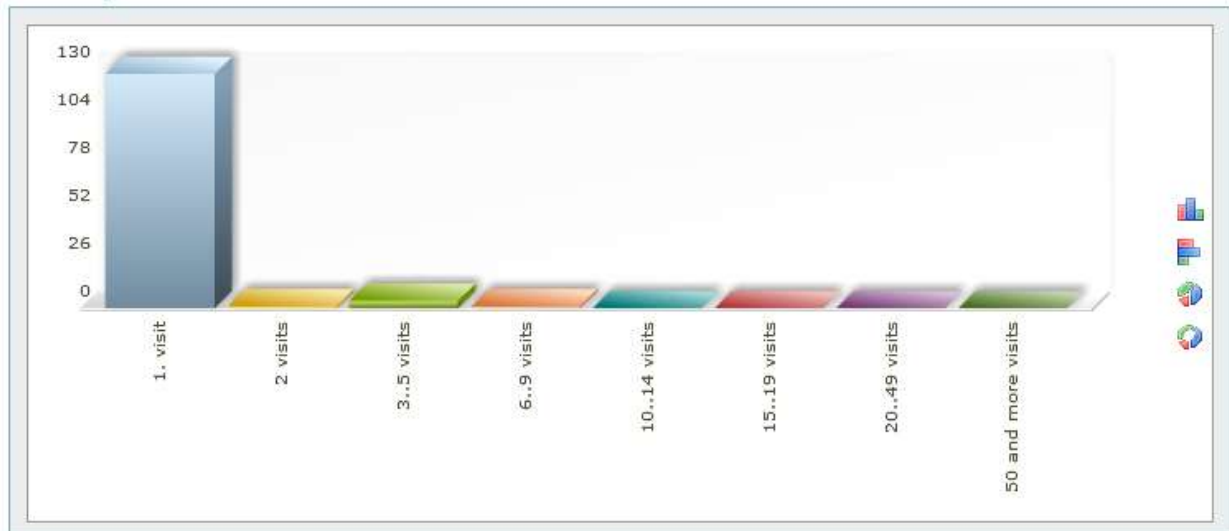 130
104
78
52
26
0
1. visit
2 visits
3..5 visits
6..9 visits
10..14 visits
15..19 visits
20..49 visits
50 and more visits